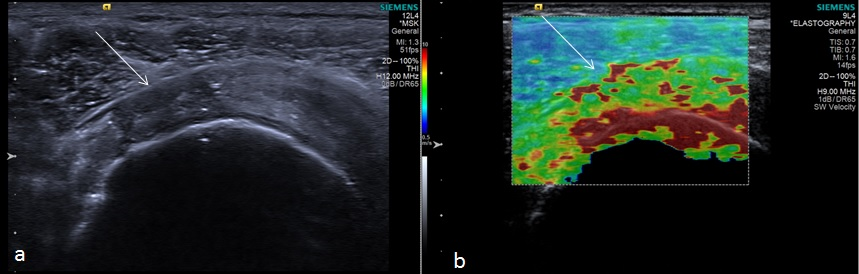 SIEMENS
12L4
*MSK
General
MI: 1.3
51fps
2D--100%
THI
H12.00 MHz
0dB/DR65
a
10
0.5
m/s
SIEMENS
9L4
*ELASTOGRAPHY
General
TIS: 0.7
TIB: 0.7
MI: 1.6
14fps
2D--100%
THI
H9.00 MHz
1dB/DR65
SW Velocity
b